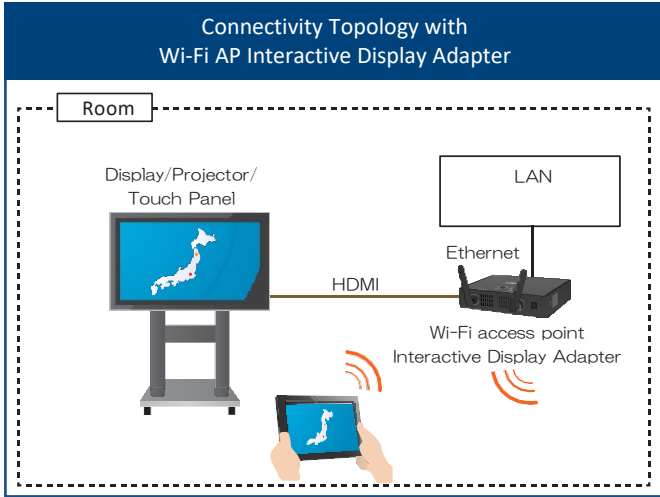 Connectivity Topology with
Wi-Fi AP Interactive Display Adapter
Room
Display/Projector/
Touch Panel
LAN
Ethernet
HDMI
Wi-Fi access point
Interactive Display Adapter